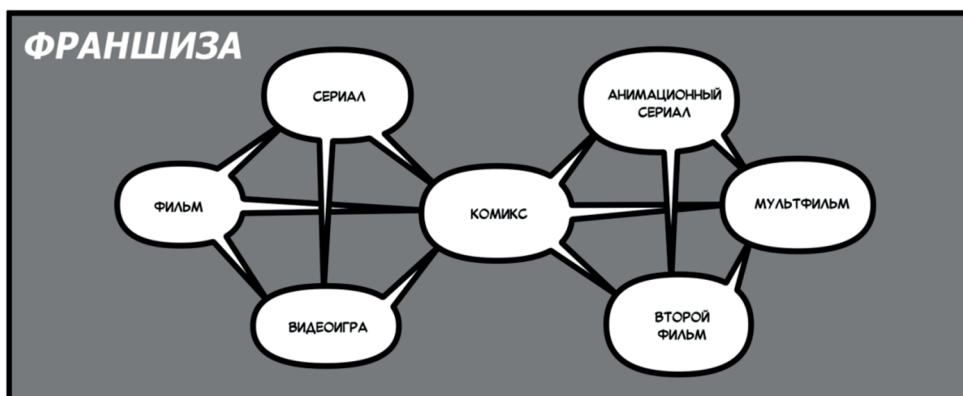 ФРАНШИЗА
СЕРИАЛ
АНИМАЦИОННЫЙ
СЕРИАЛ
ФИЛЬМ
КОМИКС
МУЛЬТФИЛЬМ
ВИДЕОИГРА
ВТОРОЙ
ФИЛЬМ